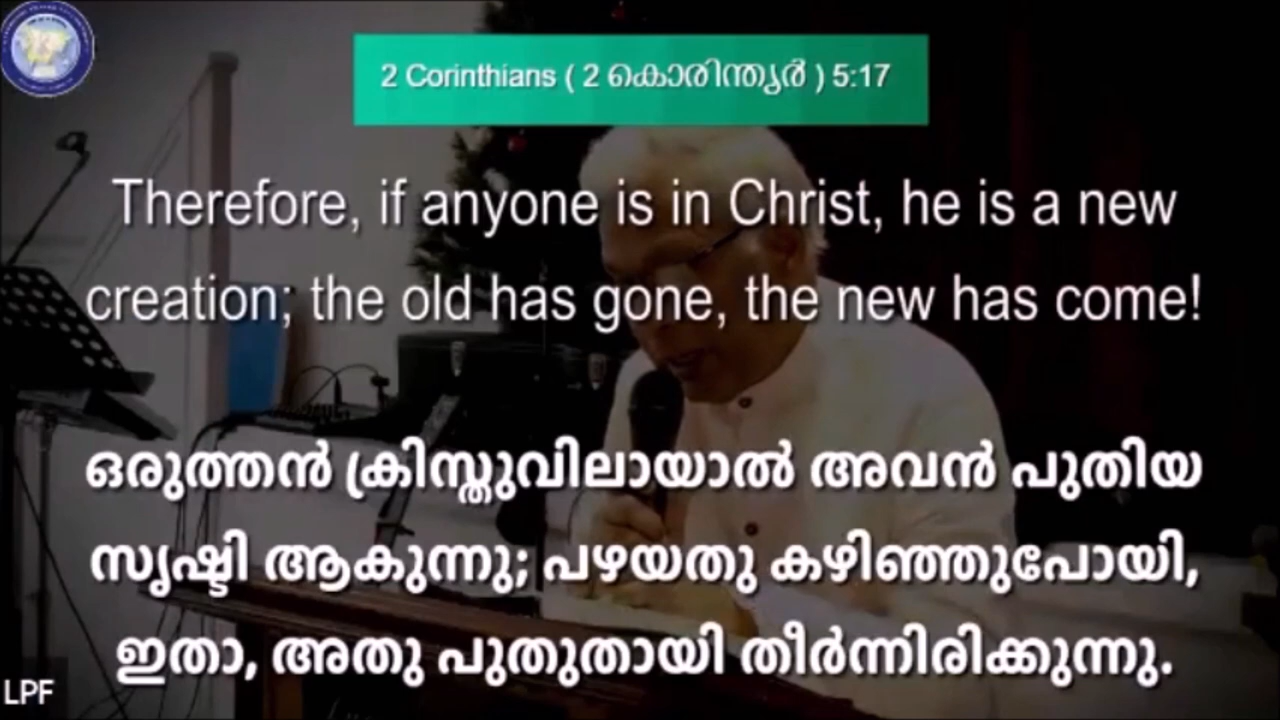 2 Corinthians ( 2 കൊരിന്ത്യർ ) 5:17
Therefore, if anyone is in Christ, he is a new
creation; the old has gone, the new has come!
ഒരുത്തൻ ക്രിസ്തുവിലായാൽ അവൻ പുതിയ
സൃഷ്ടി ആകുന്നു; പഴയതു കഴിഞ്ഞുപോയി,
ഇതാ, അതു പുതുതായി തീർന്നിരിക്കുന്നു.
LPF